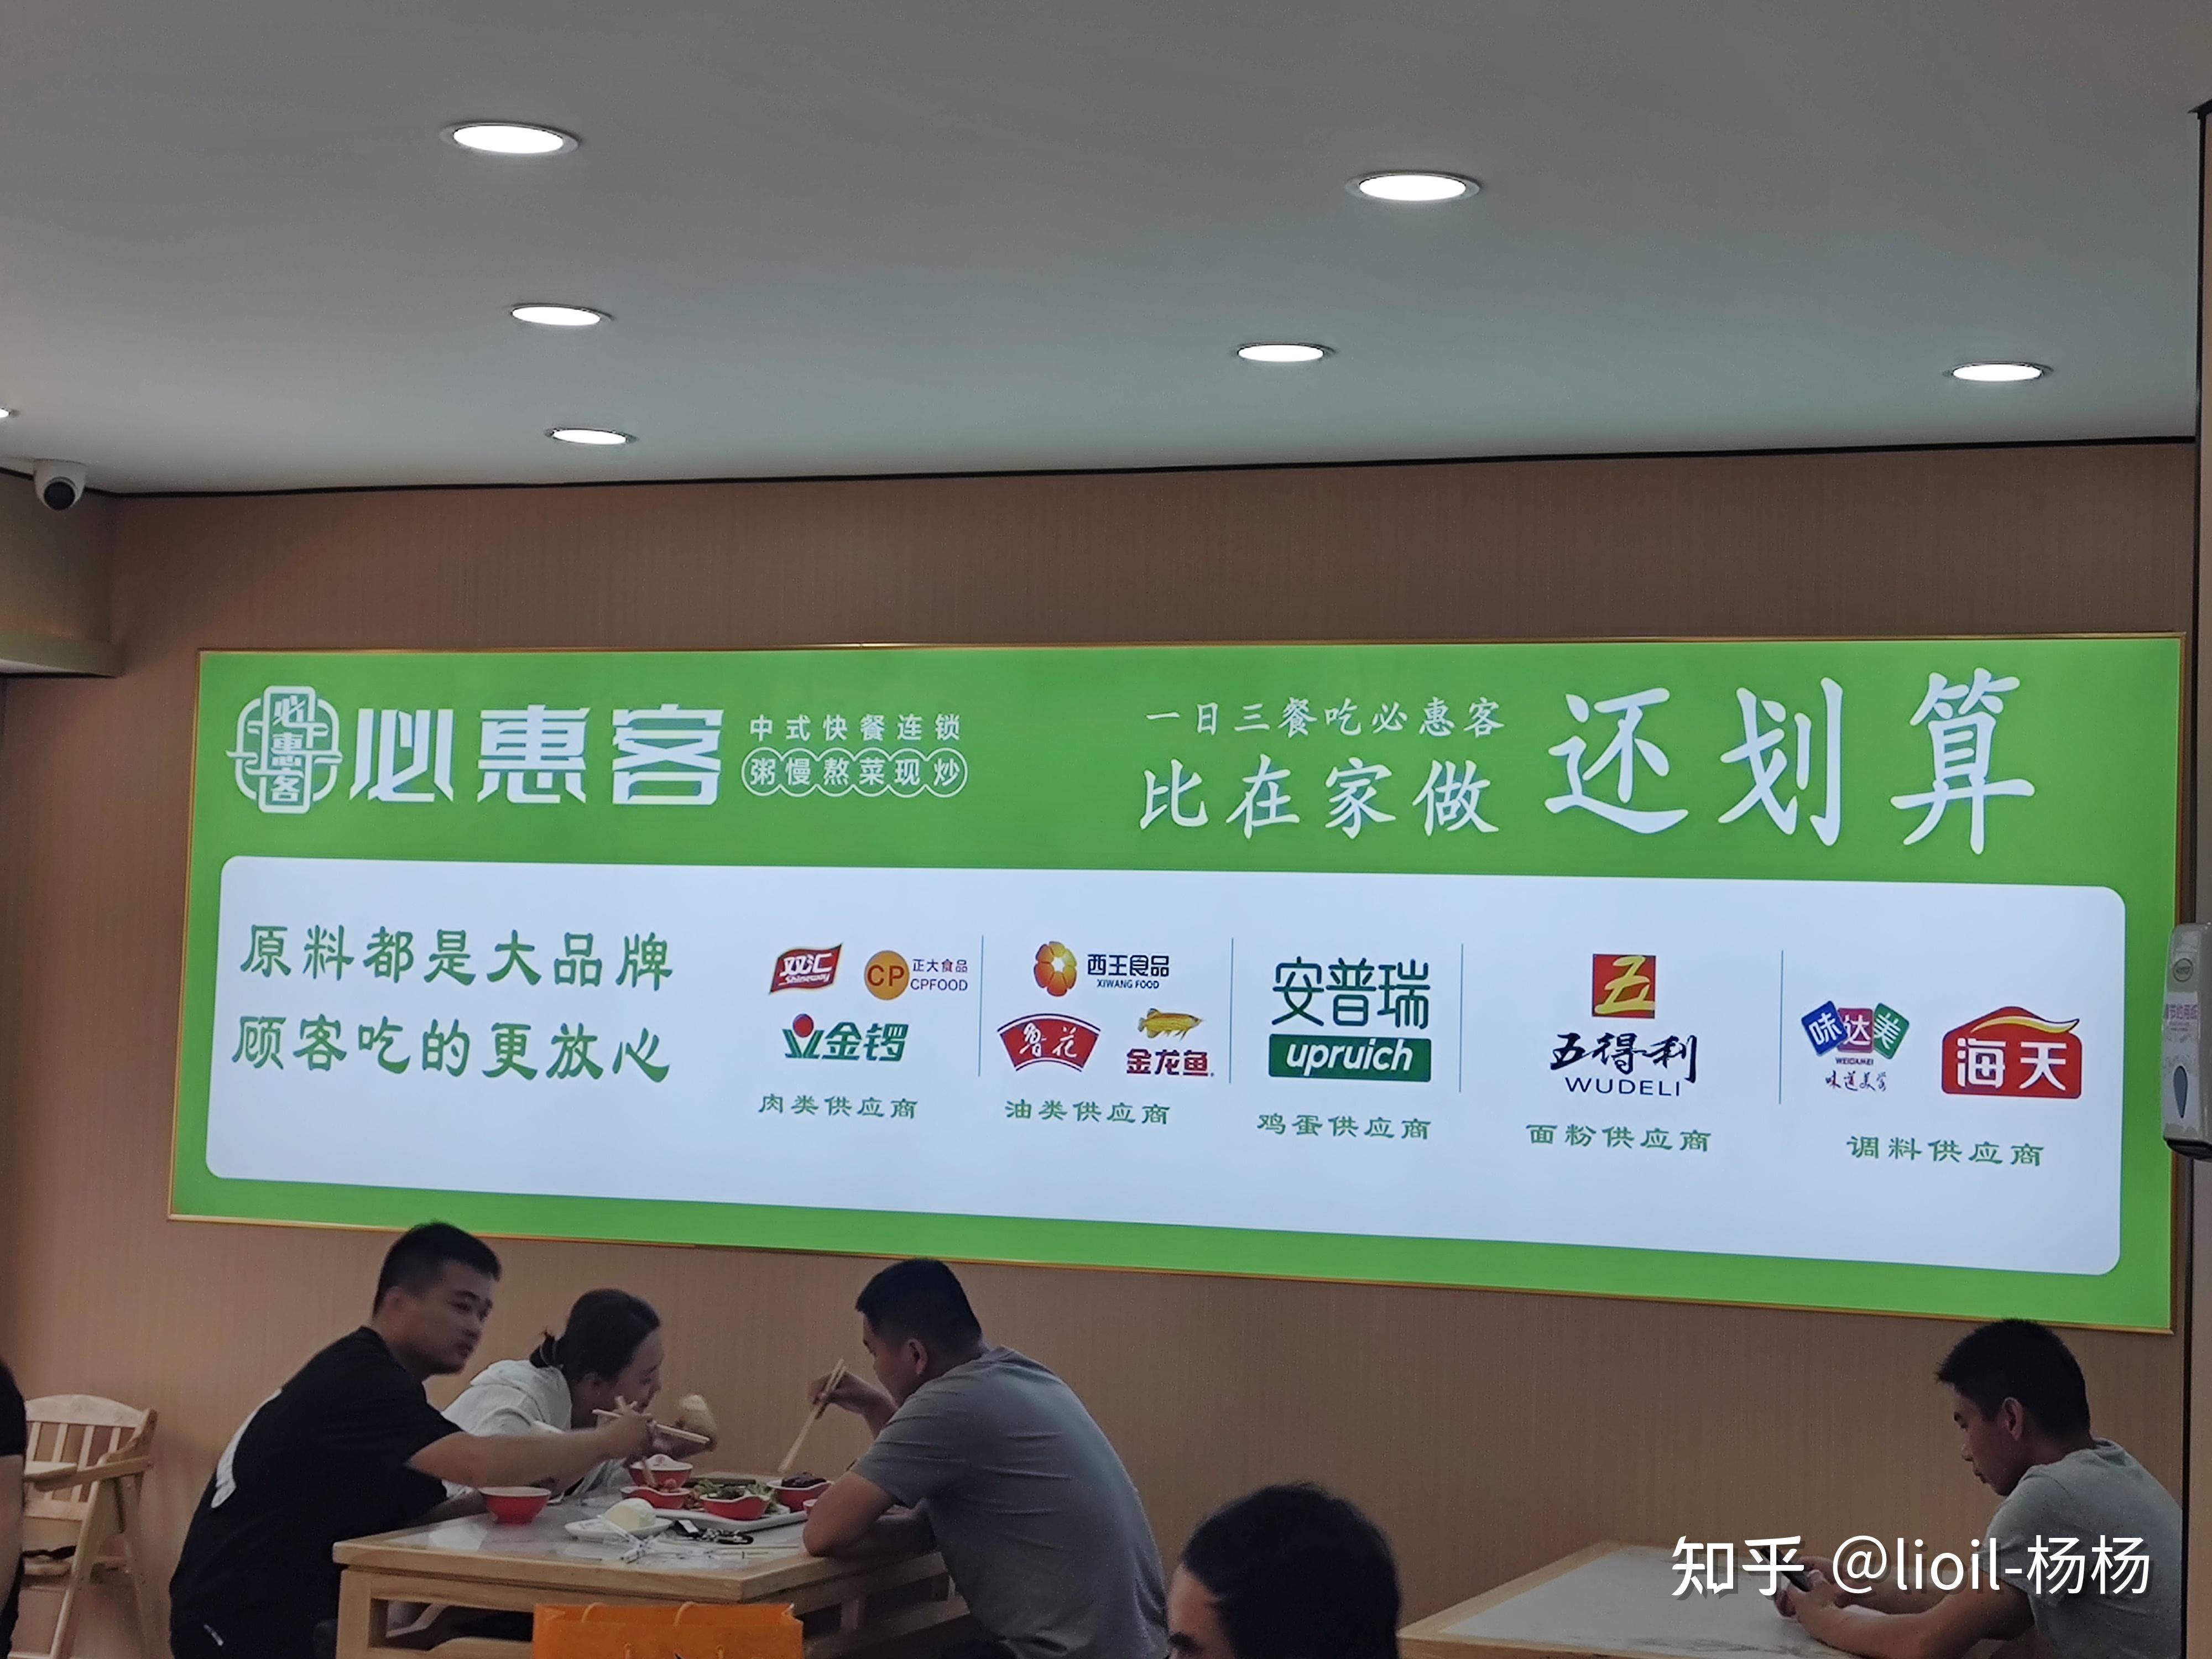 必惠客
必惠客
中式快餐连锁
粥慢熬菜现炒
一日三餐吃必惠客
比在家做
还划算
原料都是大品牌
顾客吃的更放心
双汇
Shineway
CP
正大食品
CPFOOD
金锣
肉类供应商
西王食品
XIWANG FOOD
鲁花
金龙鱼
油类供应商
安普瑞
upruich
鸡蛋供应商
五
五得利
WUDELI
面粉供应商
味达美
WEIDAMEI
味道美学
海天
调料供应商
知乎 @lioil-杨杨